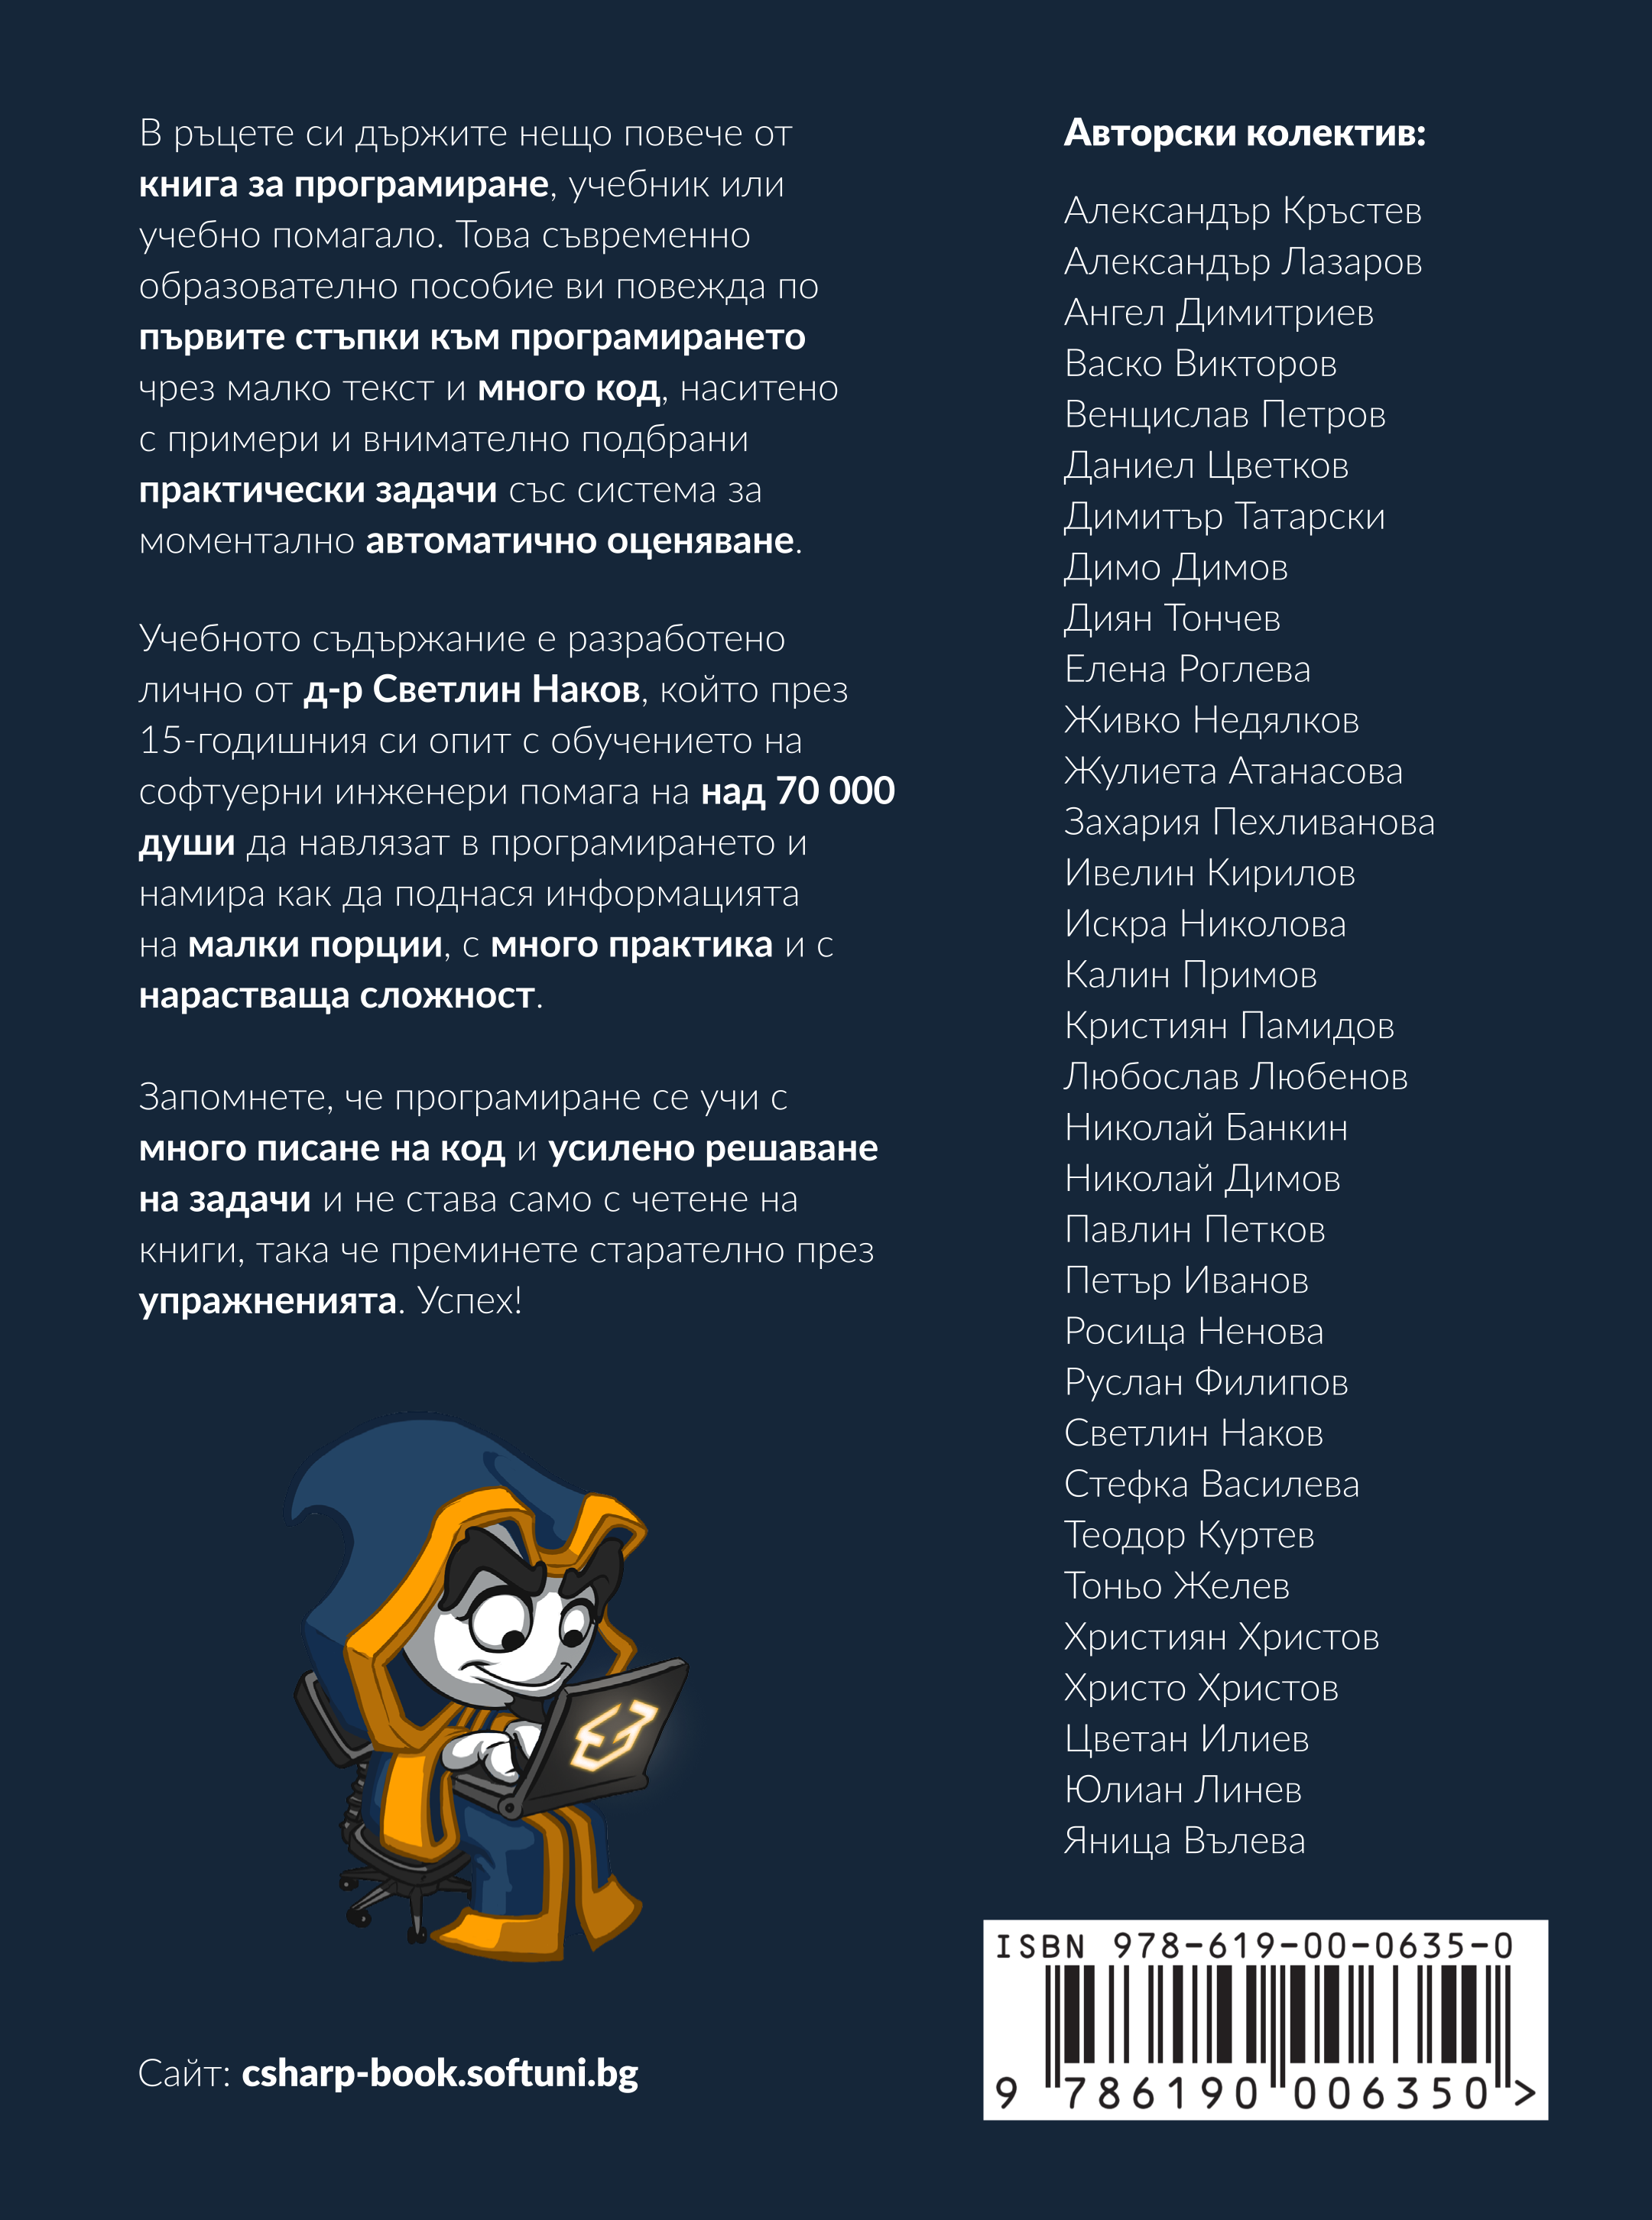 В ръцете си държите нещо повече от
книга за програмиране, учебник или
учебно помагало. Това съвременно
образователно пособие ви повежда по
първите стъпки към програмирането
чрез малко текст и много код, наситено
с примери и внимателно подбрани
практически задачи със система за
моментално автоматично оценяване.
Учебното съдържание е разработено
лично от д-р Светлин Наков, който през
15-годишния си опит с обучението на
софтуерни инженери помага на над 70 000
души да навлязат в програмирането и
намира как да поднася информацията
на малки порции, с много практика и с
нарастваща сложност.
Запомнете, че програмиране се учи с
много писане на код и усилено решаване
на задачи и не става само с четене на
книги, така че преминете старателно през
упражненията. Успех!
Сайт: csharp-book.softuni.bg
Авторски колектив:
Александър Кръстев
Александър Лазаров
Ангел Димитриев
Васко Викторов
Венцислав Петров
Даниел Цветков
Димитър Татарски
Димо Димов
Диян Тончев
Елена Роглева
Живко Недялков
Жулиета Атанасова
Захария Пехливанова
Ивелин Кирилов
Искра Николова
Калин Примов
Кристиян Памидов
Любослав Любенов
Николай Банкин
Николай Димов
Павлин Петков
Петър Иванов
Росица Ненова
Руслан Филипов
Светлин Наков
Стефка Василева
Теодор Куртев
Тоньо Желев
Християн Христов
Христо Христов
Цветан Илиев
Юлиан Линев
Яница Вълева
ISBN 978-619-00-0635-0
9 786190 006350 >